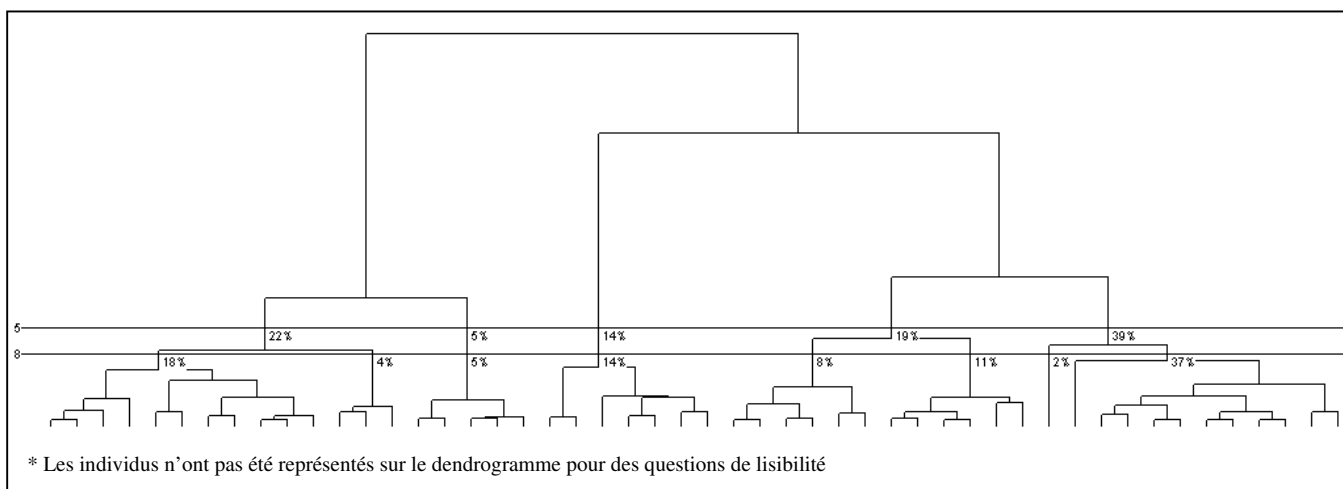 5 22% 5% 14% 19% 39%
8 18% 4% 5% 14% 8% 11% 2% 37%
* Les individus n’ont pas été représentés sur le dendrogramme pour des questions de lisibilité